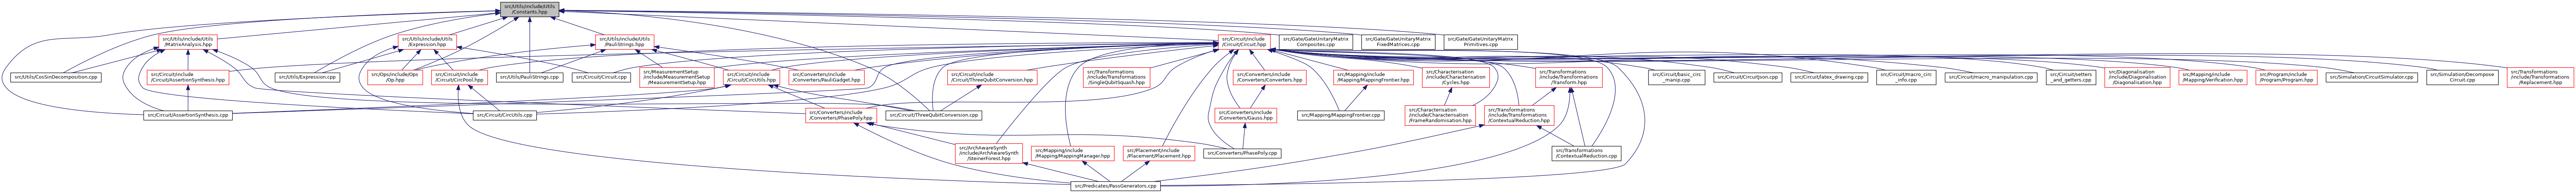 src/Utils/include/Utils
/Constants.hpp
src/Utils/include/Utils
/MatrixAnalysis.hpp
src/Utils/include/Utils
/Expression.hpp
src/Utils/include/Utils
/PauliStrings.hpp
src/Circuit/include
/Circuit/Circuit.hpp
src/Gate/GateUnitaryMatrix
Composites.cpp
src/Gate/GateUnitaryMatrix
FixedMatrices.cpp
src/Gate/GateUnitaryMatrix
Primitives.cpp
src/Utils/CosSinDecomposition.cpp
src/Circuit/include
/Circuit/AssertionSynthesis.hpp
src/Utils/Expression.cpp
src/Ops/include/Ops
/Op.hpp
src/Circuit/include
/Circuit/CircPool.hpp
src/Utils/PauliStrings.cpp
src/Circuit/Circuit.cpp
src/MeasurementSetup
/include/MeasurementSetup
/MeasurementSetup.hpp
src/Circuit/include
/Circuit/CircUtils.hpp
src/Converters/include
/Converters/PauliGadget.hpp
src/Circuit/include
/Circuit/ThreeQubitConversion.hpp
src/Transformations
/include/Transformations
/SingleQubitSquash.hpp
src/Converters/include
/Converters/Converters.hpp
src/Mapping/include
/Mapping/MappingFrontier.hpp
src/Characterisation
/include/Characterisation
/Cycles.hpp
src/Transformations
/include/Transformations
/Transform.hpp
src/Circuit/basic_circ
_manip.cpp
src/Circuit/CircuitJson.cpp
src/Circuit/latex_drawing.cpp
src/Circuit/macro_circ
_info.cpp
src/Circuit/macro_manipulation.cpp
src/Circuit/setters
_and_getters.cpp
src/Diagonalisation
/include/Diagonalisation
/Diagonalisation.hpp
src/Mapping/include
/Mapping/Verification.hpp
src/Program/include
/Program/Program.hpp
src/Simulation/CircuitSimulator.cpp
src/Simulation/Decompose
Circuit.cpp
src/Transformations
/include/Transformations
/Replacement.hpp
src/Circuit/AssertionSynthesis.cpp
src/Circuit/CircUtils.cpp
src/Converters/include
/Converters/PhasePoly.hpp
src/Circuit/ThreeQubitConversion.cpp
src/Converters/include
/Converters/Gauss.hpp
src/Mapping/MappingFrontier.cpp
src/Characterisation
/include/Characterisation
/FrameRandomisation.hpp
src/Transformations
/include/Transformations
/ContextualReduction.hpp
src/ArchAwareSynth
/include/ArchAwareSynth
/SteinerForest.hpp
src/Mapping/include
/Mapping/MappingManager.hpp
src/Placement/include
/Placement/Placement.hpp
src/Converters/PhasePoly.cpp
src/Transformations
/ContextualReduction.cpp
src/Predicates/PassGenerators.cpp